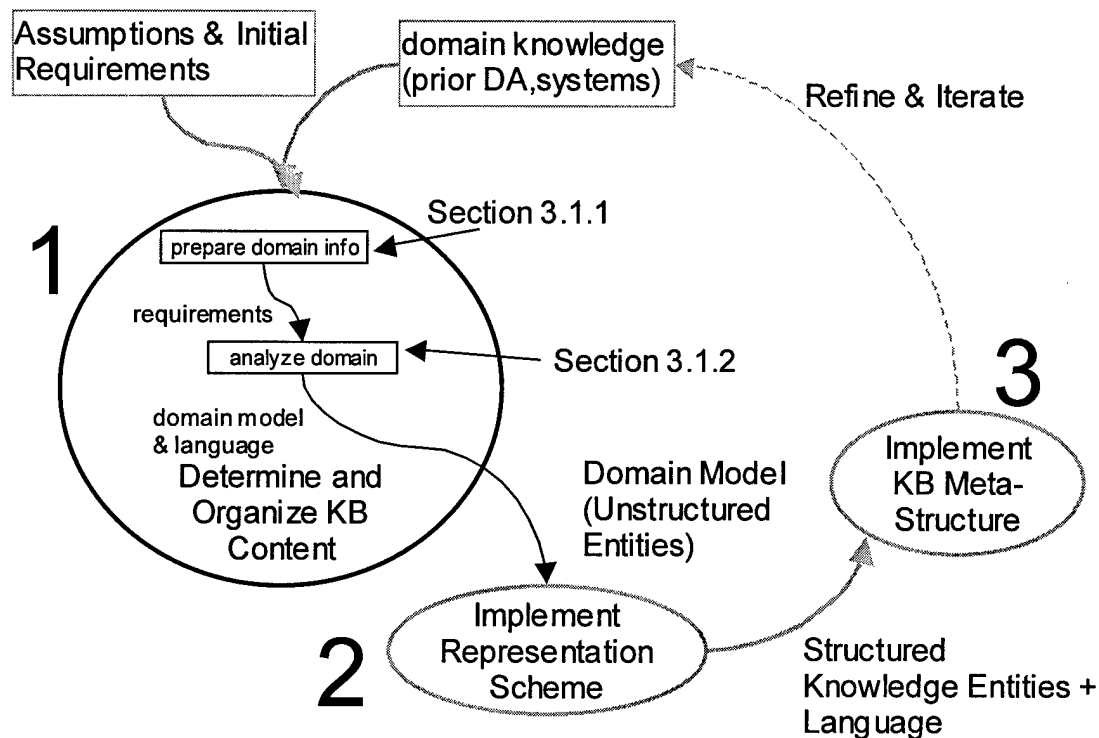 Assumptions & Initial
Requirements
domain knowledge
(prior DA,systems)
Refine & Iterate
1
Section 3.1.1
prepare domain info
requirements
analyze domain
Section 3.1.2
domain model
& language
Determine and
Organize KB
Content
Domain Model
(Unstructured
Entities)
3
Implement
KB Meta-
Structure
2
Implement
Representation
Scheme
Structured
Knowledge Entities +
Language